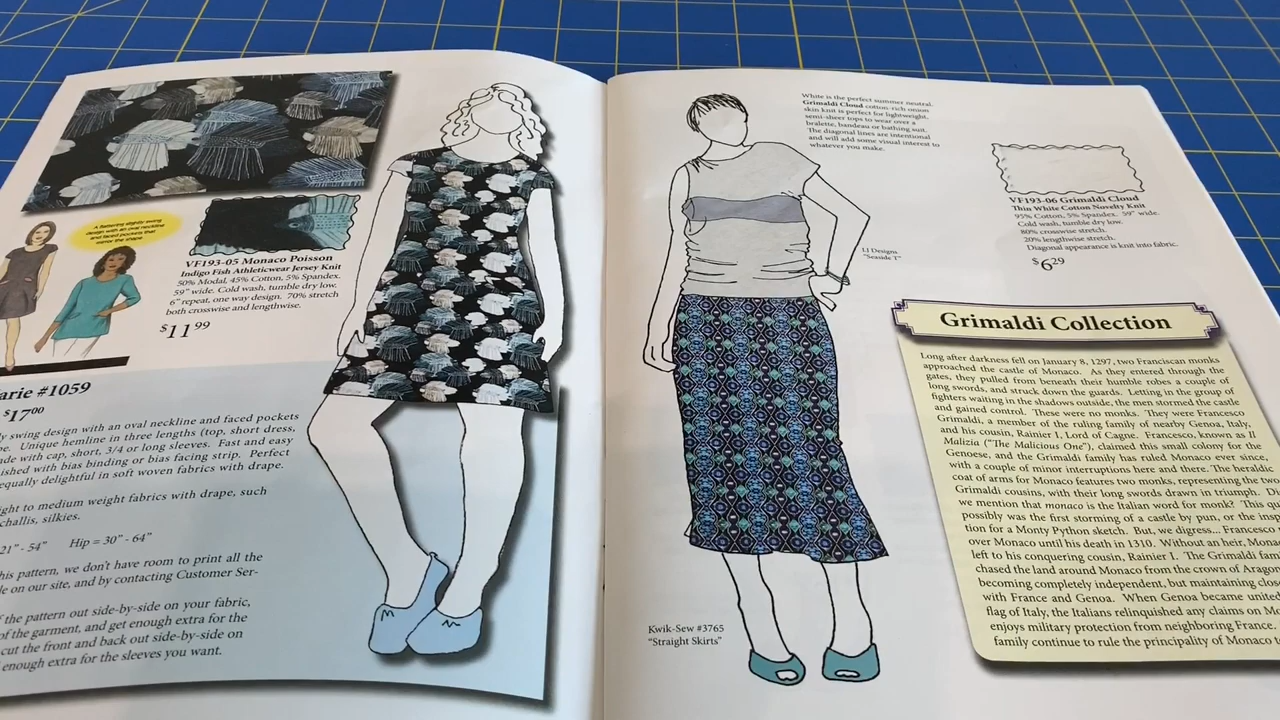 A flattering slightly swing
design with an oval neckline
and faced pockets that
mirror the shape
VF193-05 Monaco Poisson
Indigo Fish Athleticwear Jersey Knit
50% Modal, 45% Cotton, 5% Spandex.
59" wide. Cold wash, tumble dry low.
6" repeat, one way design. 70% stretch
both crosswise and lengthwise.
$11 99
arie #1059
$17 00
ly swing design with an oval neckline and faced pockets
pe. Unique hemline in three lengths (top, short dress,
ade with cap, short, 3/4 or long sleeves. Fast and easy
ished with bias binding or bias facing strip. Perfect
equally delightful in soft woven fabrics with drape.
ight to medium weight fabrics with drape, such
challis, silkies.
21" - 54" Hip = 30" - 64"
his pattern, we don't have room to print all the
le on our site, and by contacting Customer Ser-
f the pattern out side-by-side on your fabric,
of the garment, and get enough extra for the
cut the front and back out side-by-side on
enough extra for the sleeves you want.
White is the perfect summer neutral.
Grimaldi Cloud cotton-rich onion
skin knit is perfect for lightweight,
semi-sheer tops to wear over a
bralette, bandeau or bathing suit.
The diagonal lines are intentional
and will add some visual interest to
whatever you make.
LJ Designs
"Seaside T"
Kwik-Sew #3765
"Straight Skirts"
VF193-06 Grimaldi Cloud
Thin White Cotton Novelty Knit
95% Cotton, 5% Spandex. 59" wide.
Cold wash, tumble dry low.
80% crosswise stretch.
20% lengthwise stretch.
Diagonal appearance is knit into fabric.
$6 29
Grimaldi Collection
Long after darkness fell on January 8, 1297, two Franciscan monks
approached the castle of Monaco. As they entered through the
gates, they pulled from beneath their humble robes a couple of
long swords, and struck down the guards. Letting in the group of
fighters waiting in the shadows outside, the men stormed the castle
and gained control. These were no monks. They were Francesco
Grimaldi, a member of the ruling family of nearby Genoa, Italy,
and his cousin, Rainier I, Lord of Cagne. Francesco, known as Il
Malizia ("The Malicious One"), claimed this small colony for the
Genoese, and the Grimaldi family has ruled Monaco ever since,
with a couple of minor interruptions here and there. The heraldic
coat of arms for Monaco features two monks, representing the two
Grimaldi cousins, with their long swords drawn in triumph. Di
we mention that monaco is the Italian word for monk? This qu
possibly was the first storming of a castle by pun, or the insp
tion for a Monty Python sketch. But, we digress... Francesco r
over Monaco until his death in 1310. Without an heir, Mona
left to his conquering cousin, Rainier I. The Grimaldi fam
chased the land around Monaco from the crown of Aragon
becoming completely independent, but maintaining clos
with France and Genoa. When Genoa became united
flag of Italy, the Italians relinquished any claims on M
enjoys military protection from neighboring France.
family continue to rule the principality of Monaco t